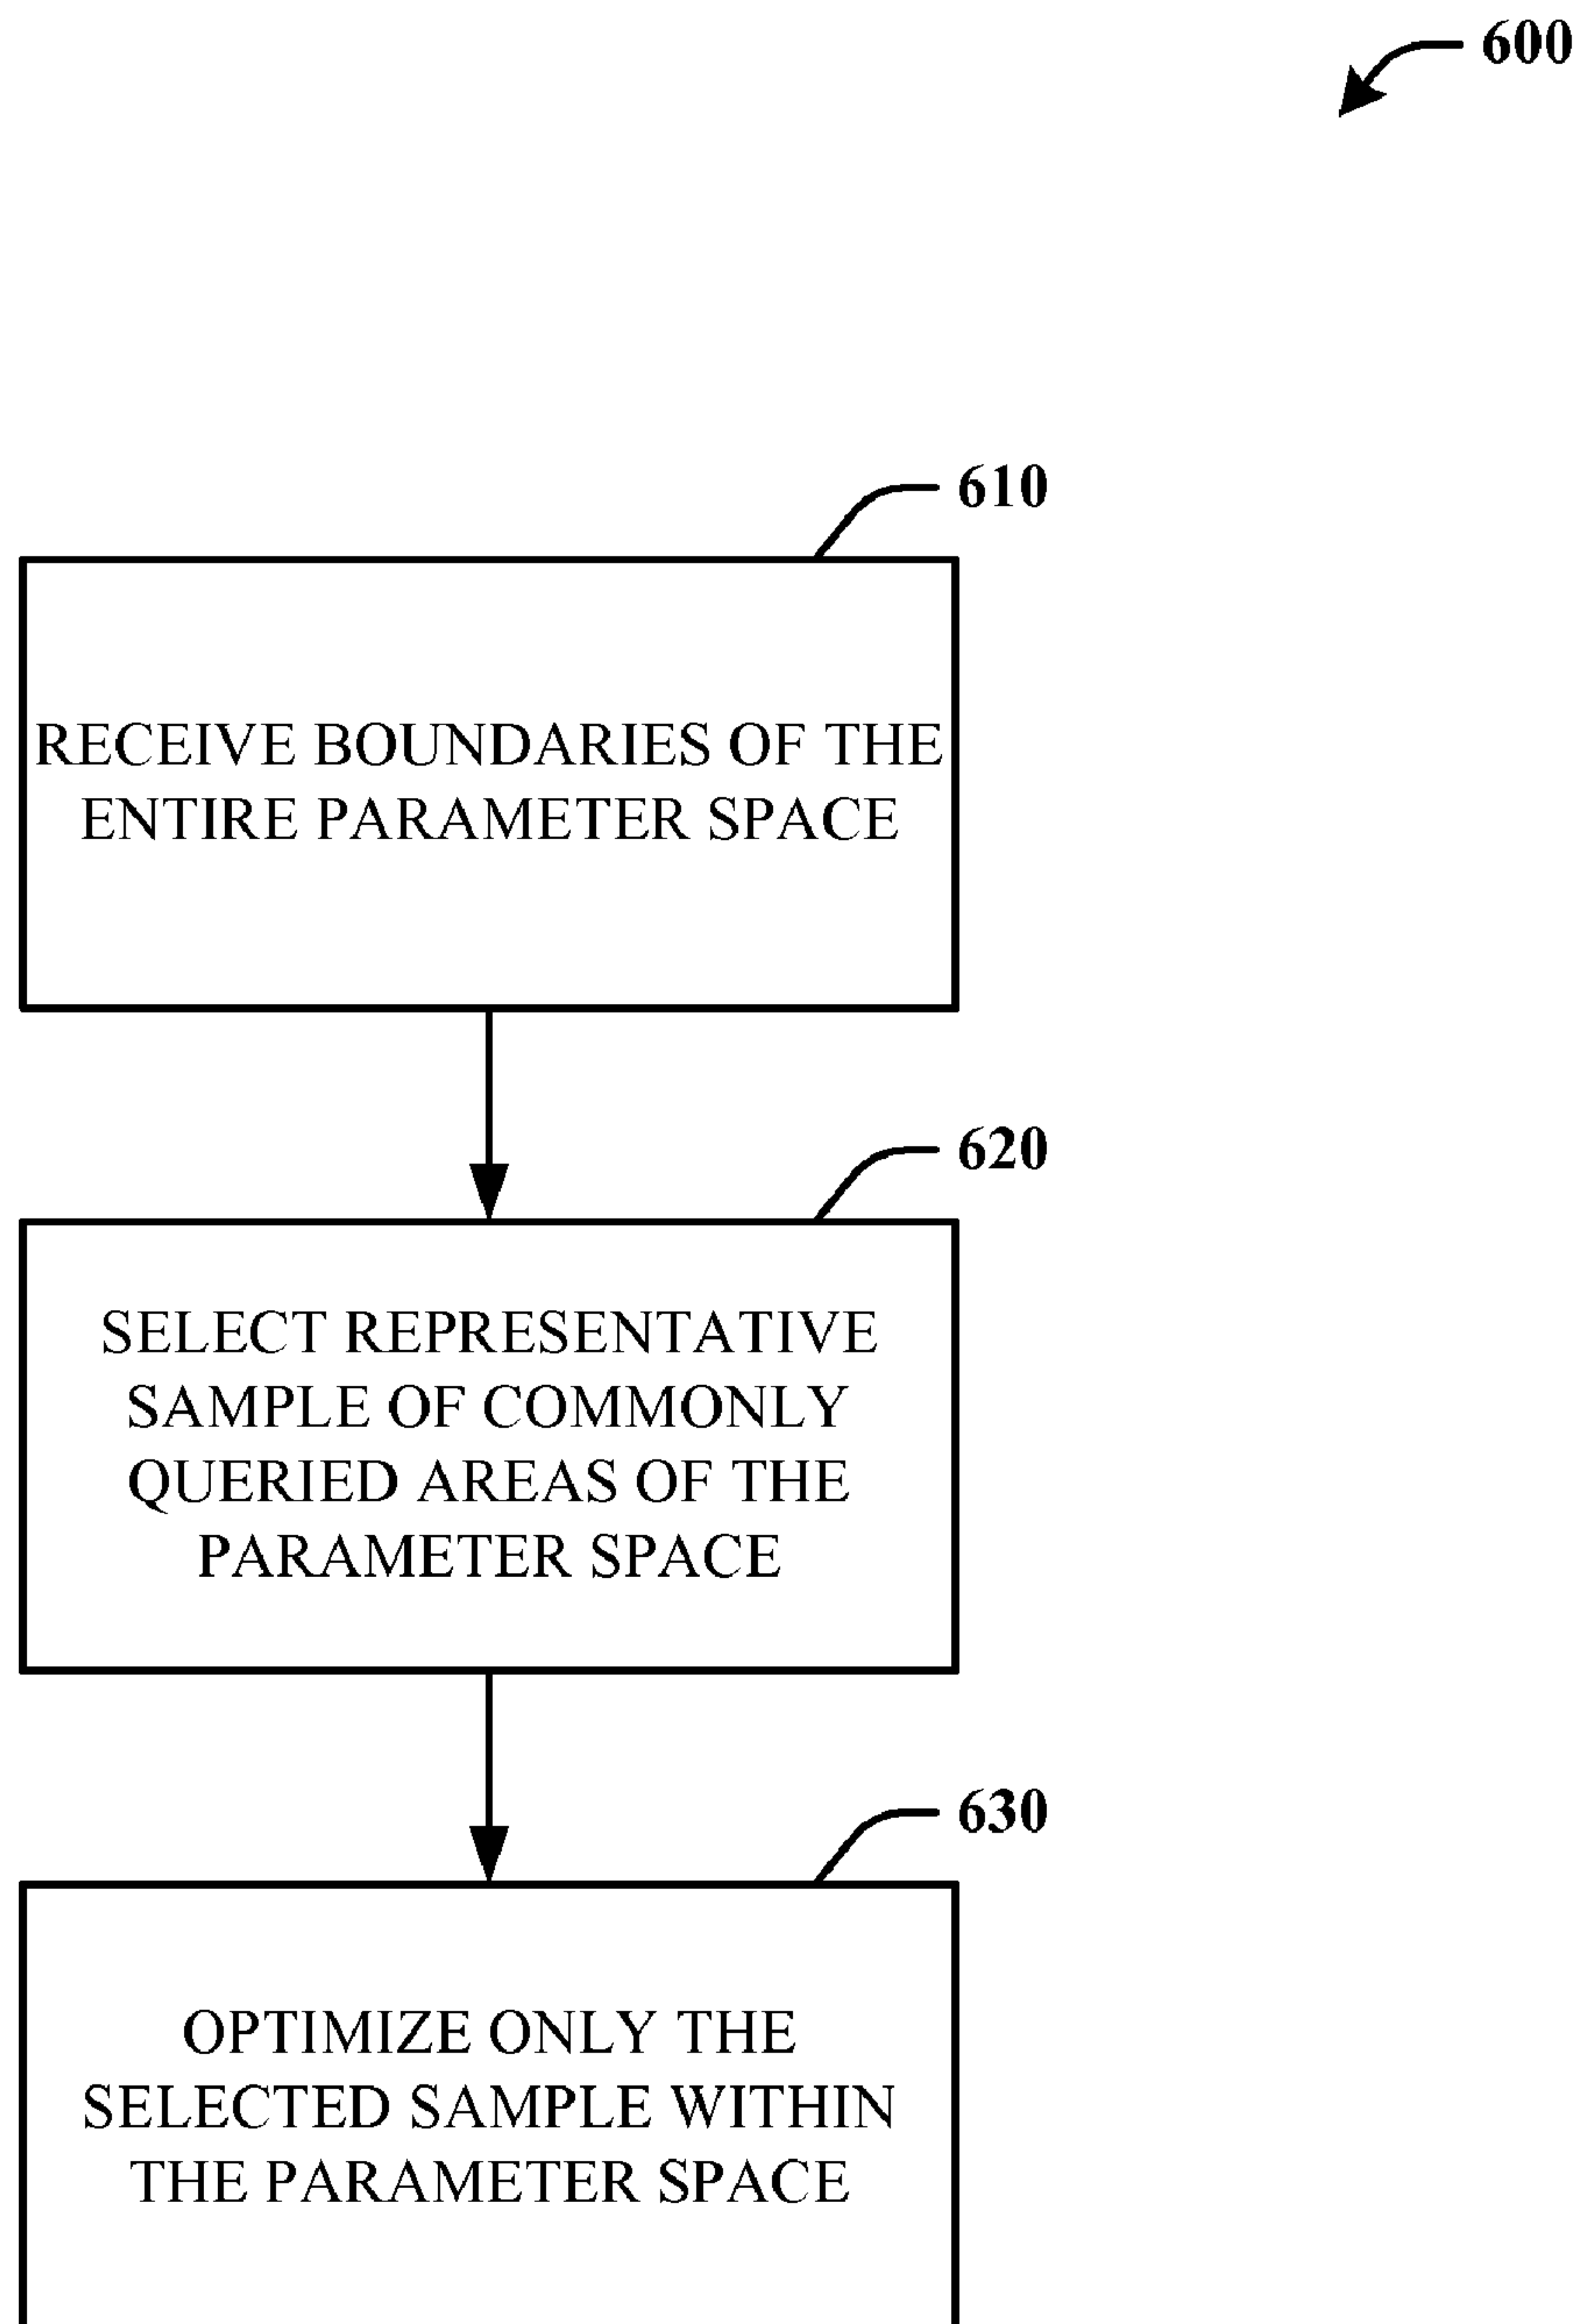 600
610
RECEIVE BOUNDARIES OF THE
ENTIRE PARAMETER SPACE
620
SELECT REPRESENTATIVE
SAMPLE OF COMMONLY
QUERIED AREAS OF THE
PARAMETER SPACE
630
OPTIMIZE ONLY THE
SELECTED SAMPLE WITHIN
THE PARAMETER SPACE